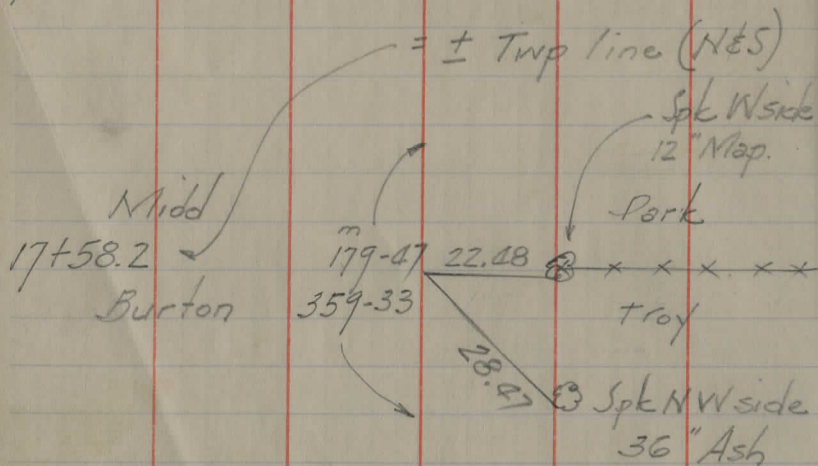 = ± Twp line (N&S)
Spk W side
12" Map.
Midd
Park
17+58.2
m
179-47
22.48
Burton
359-33
Troy
28.47
Spk NW side
36" Ash